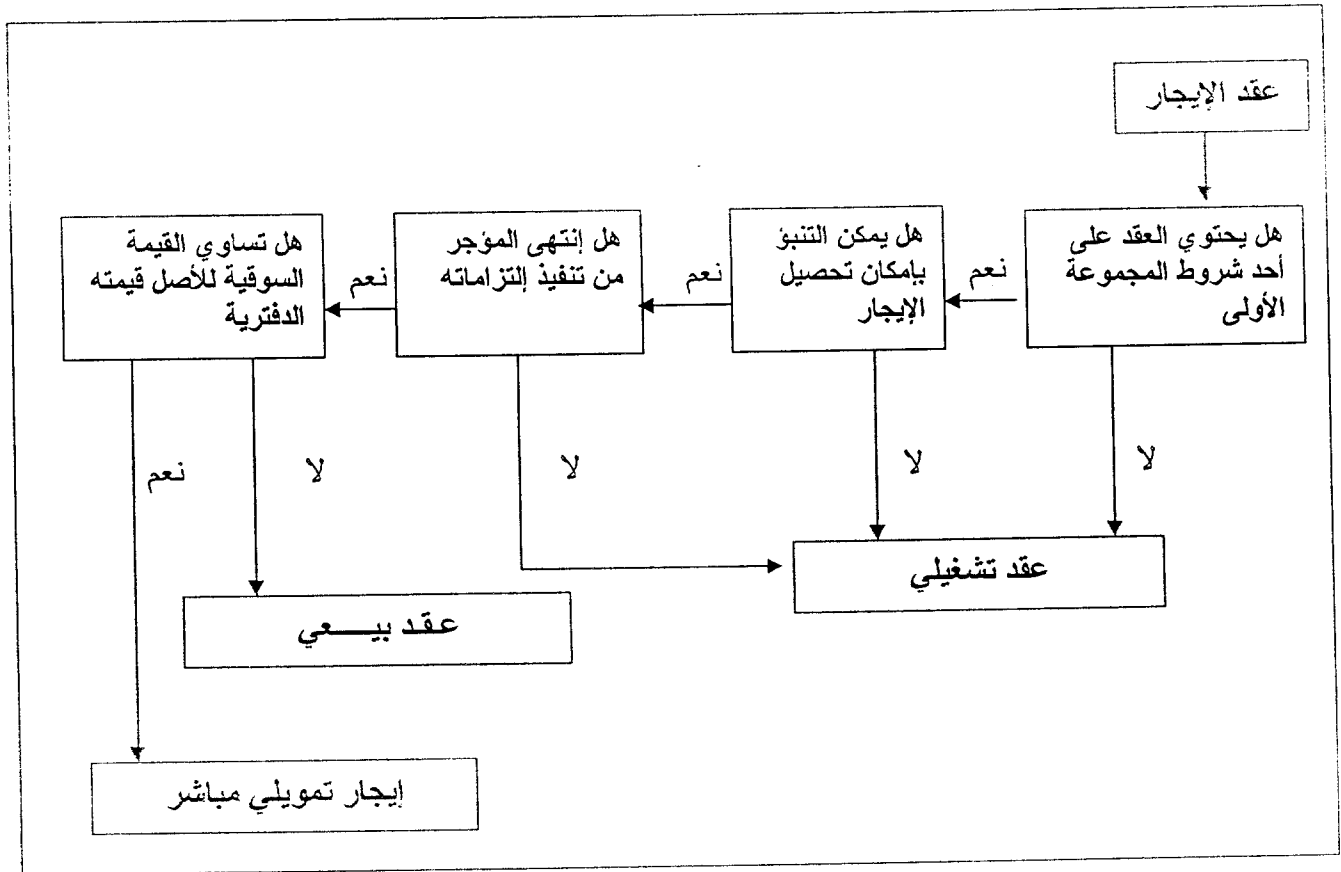 عقد الإيجار
هل يحتوي العقد على
أحد شروط المجموعة
الأولى
نعم
هل يمكن التنبؤ
بإمكان تحصيل
الإيجار
نعم
هل إنتهى المؤجر
من تنفيذ إلتزاماته
نعم
هل تساوي القيمة
السوقية للأصل قيمته
الدفترية
لا
لا
لا
لا
نعم
عقد تشغيلي
عقد بيـــــعي
إيجار تمويلي مباشر